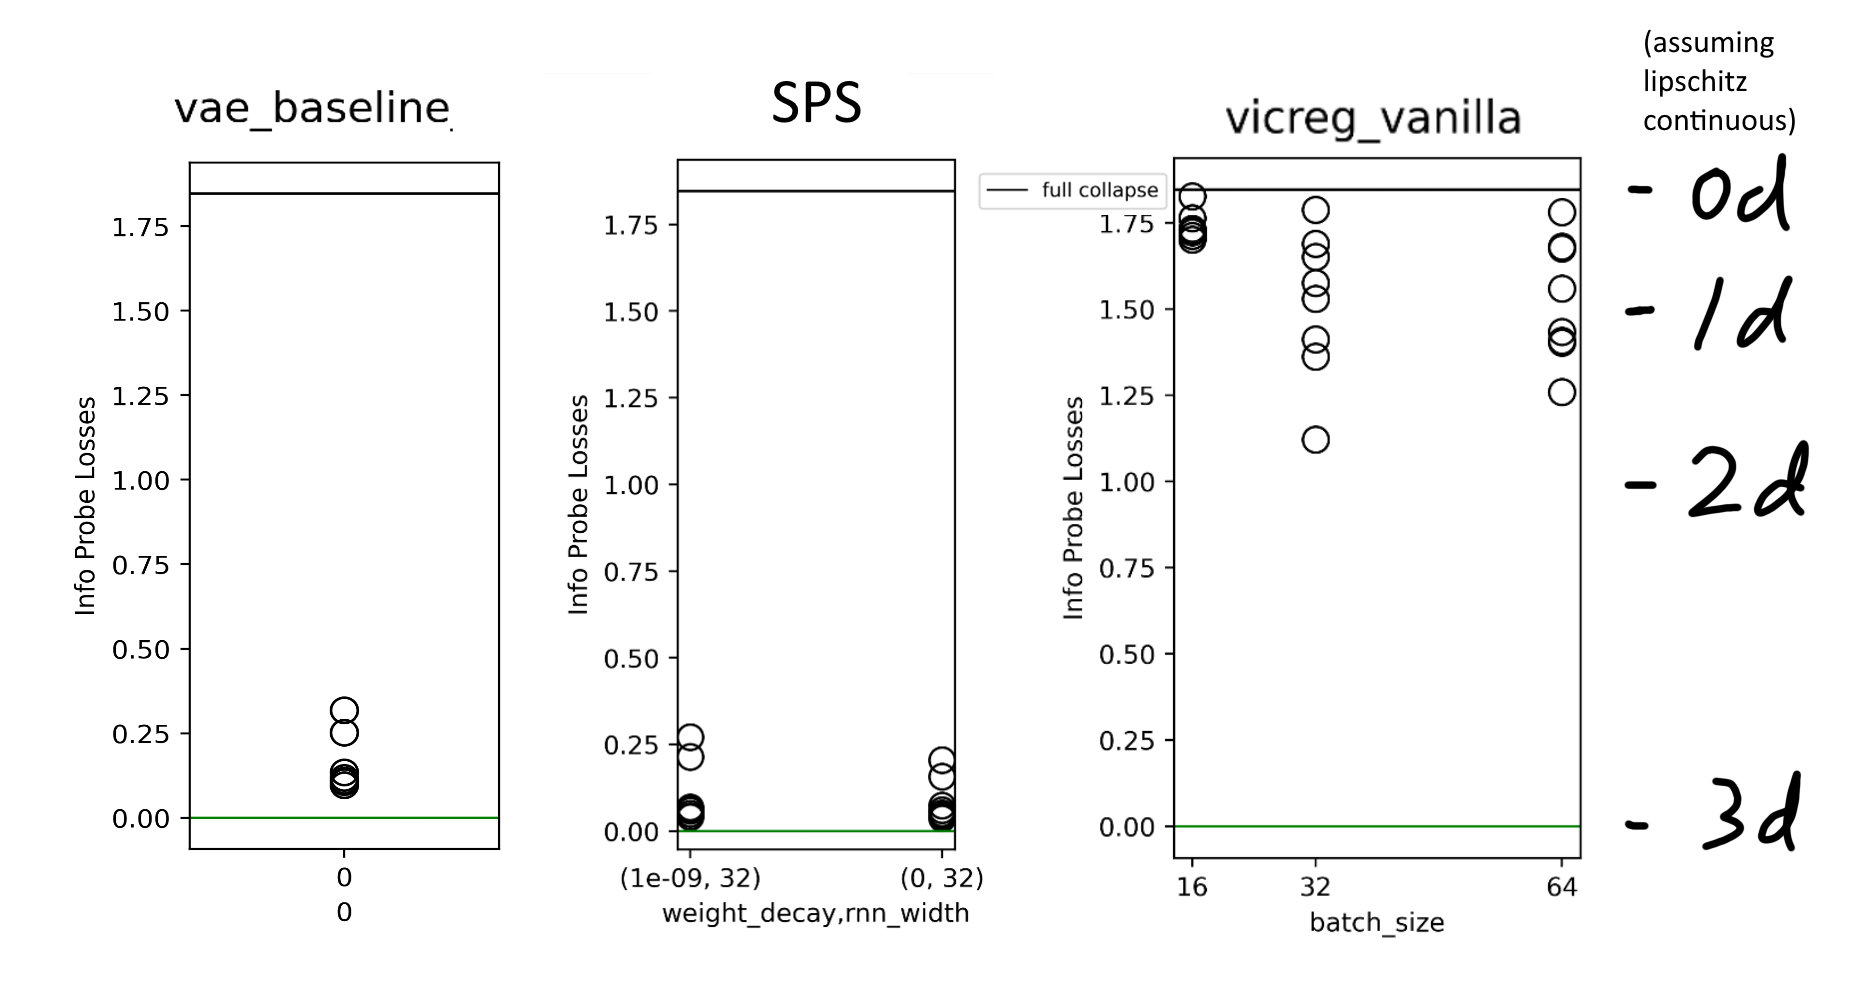 (assuming
lipschitz
continuous)
vae_baseline
SPS
vicreg_vanilla
full collapse
1.75
1.50
1.25
1.00
0.75
0.50
0.25
0.00
Info Probe Losses
0
0
1.75
1.50
1.25
1.00
0.75
0.50
0.25
0.00
Info Probe Losses
(1e-09, 32) (0, 32)
weight_decay,rnn_width
1.75
1.50
1.25
1.00
0.75
0.50
0.25
0.00
Info Probe Losses
16 32 64
batch_size
- 0d
- 1d
- 2d
- 3d